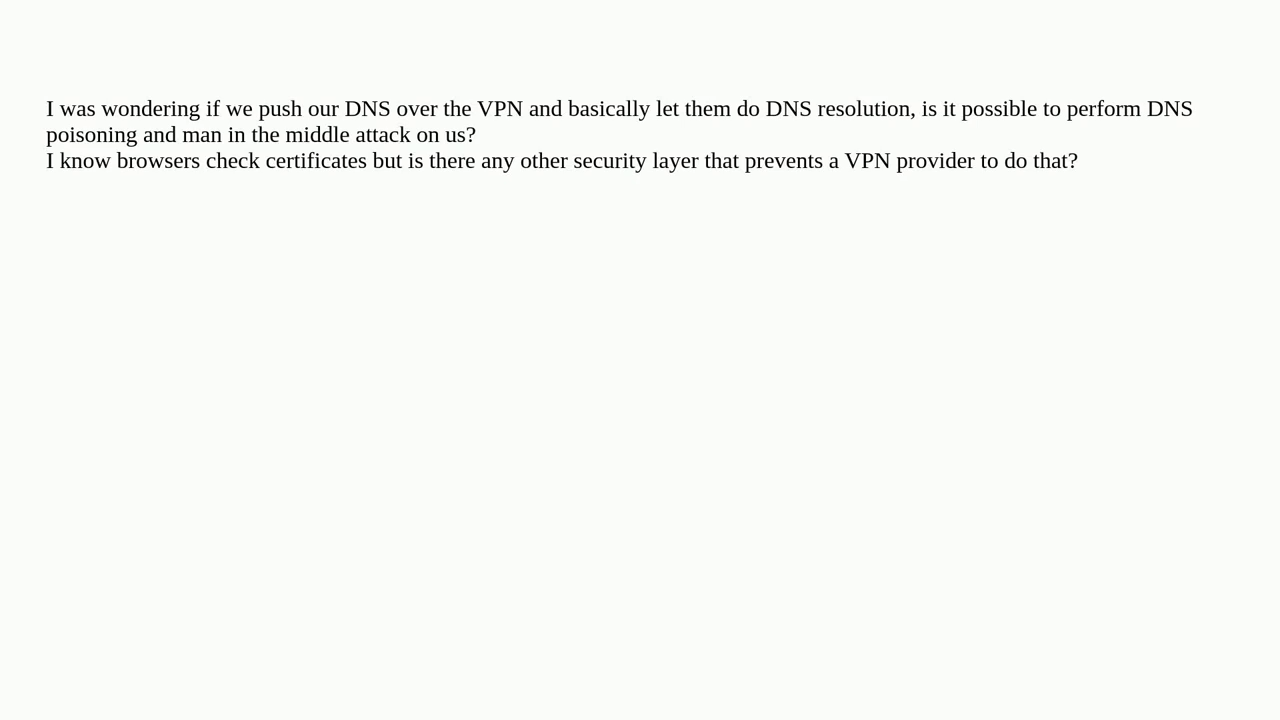 I was wondering if we push our DNS over the VPN and basically let them do DNS resolution, is it possible to perform DNS
poisoning and man in the middle attack on us?
I know browsers check certificates but is there any other security layer that prevents a VPN provider to do that?